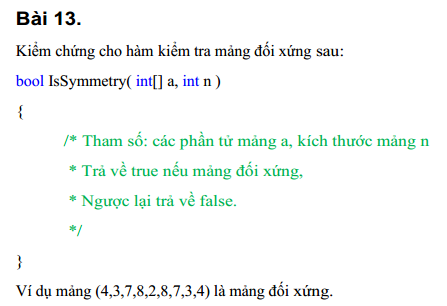 Bài 13.
Kiểm chứng cho hàm kiểm tra mảng đối xứng sau:
bool IsSymmetry( int[] a, int n )
{
/* Tham số: các phần tử mảng a, kích thước mảng n
* Trả về true nếu mảng đối xứng,
* Ngược lại trả về false.
*/
}
Ví dụ mảng (4,3,7,8,2,8,7,3,4) là mảng đối xứng.